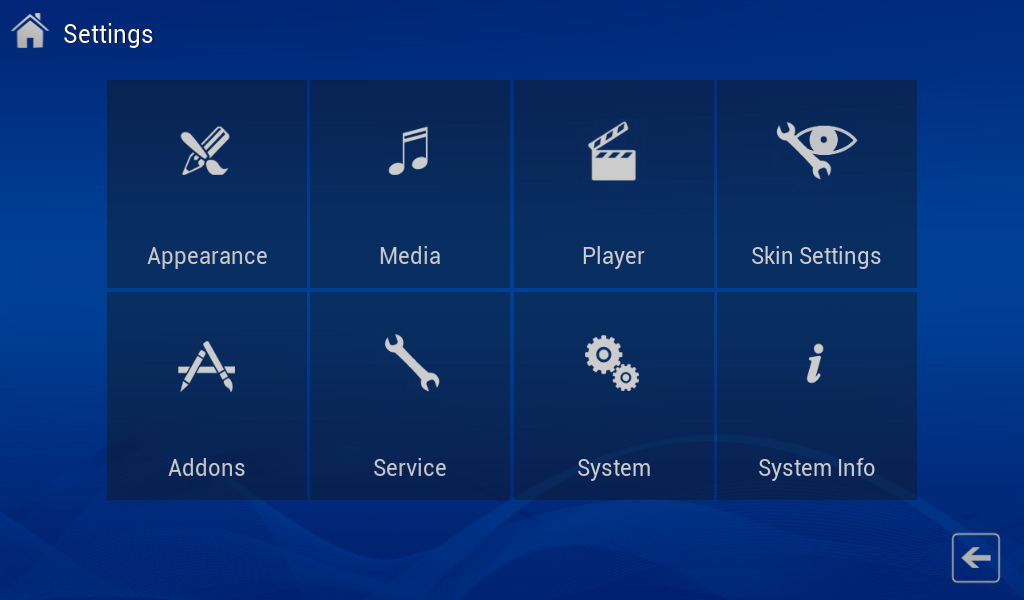 Settings
Appearance
Media
Player
Skin Settings
Addons
Service
System
System Info